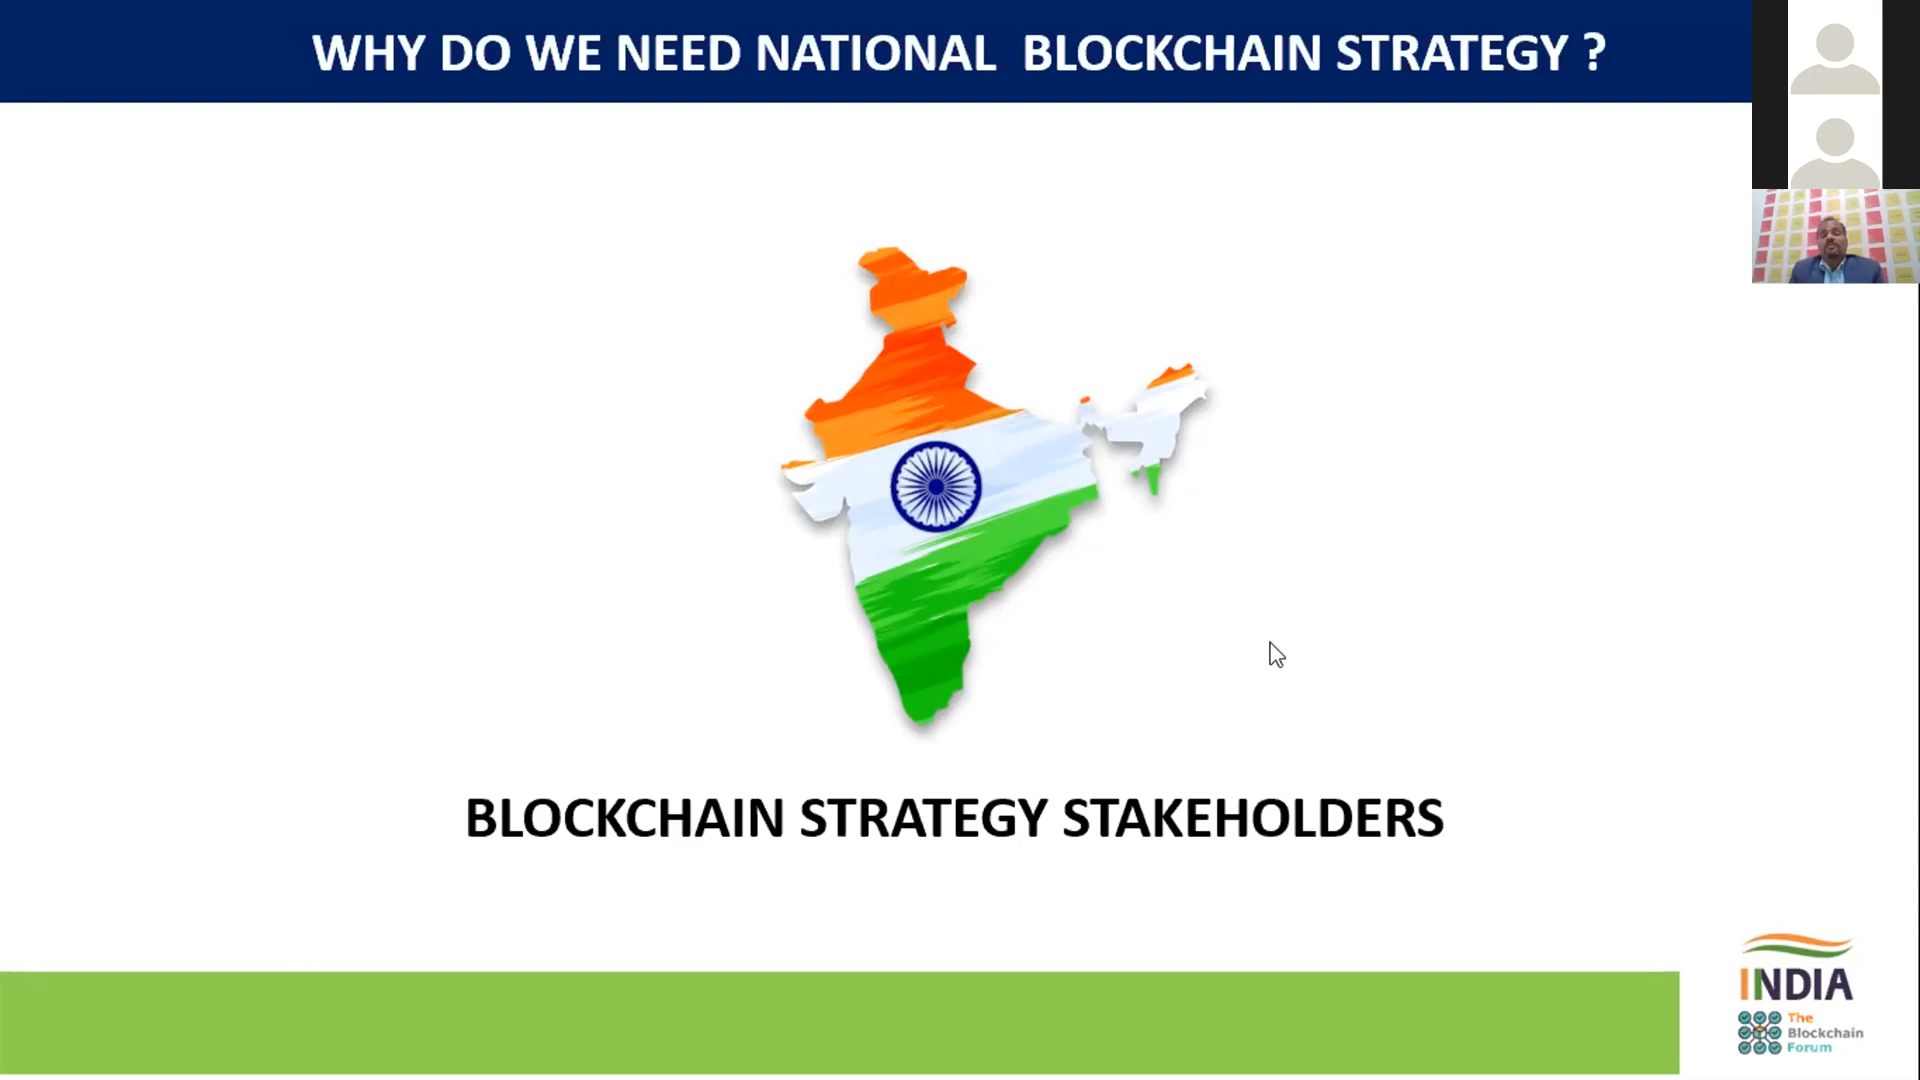 WHY DO WE NEED NATIONAL BLOCKCHAIN STRATEGY ?
BLOCKCHAIN STRATEGY STAKEHOLDERS
INDIA
The
Blockchain
Forum